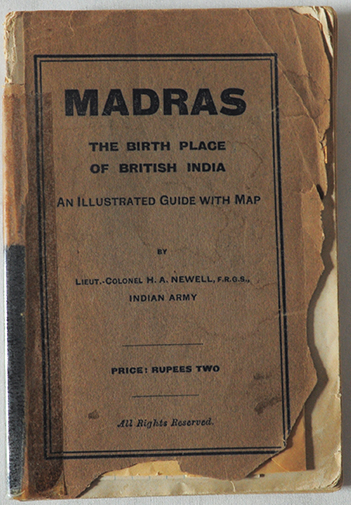 MADRAS
THE BIRTH PLACE
OF BRITISH INDIA
AN ILLUSTRATED GUIDE WITH MAP
BY
LIEUT.-COLONEL H. A. NEWELL, F.R.G.S.,
INDIAN ARMY
PRICE: RUPEES TWO
All Rights Reserved.